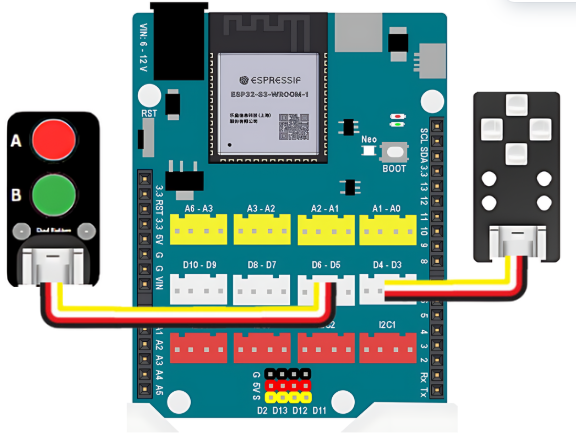 VIN: 6 - 12 V
ESPRESSIF
ESP32-S3-WROOM-1
RST
Neo
BOOT
A
B
Dual Button
SCL
SDA
3.3
13
12
11
10
9
8
3.3
RST
3.3
5V
G
G
VIN
A6 - A3
A3 - A2
A2 - A1
A1 - A0
D10 - D9
D8 - D7
D6 - D5
D4 - D3
I2C1
A1
A2
A3
A4
A5
5
4
3
2
Rx
Tx
G
5V
S
D2 D13 D12 D11